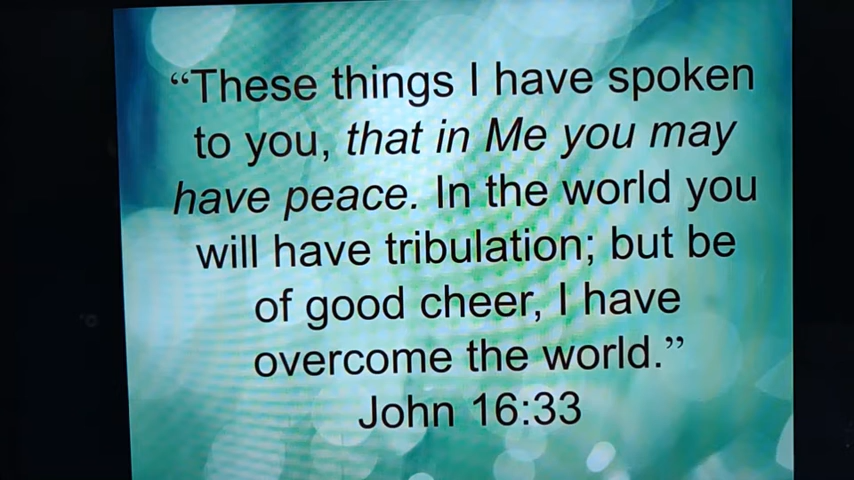 “These things I have spoken
to you, that in Me you may
have peace. In the world you
will have tribulation; but be
of good cheer, I have
overcome the world.”
John 16:33